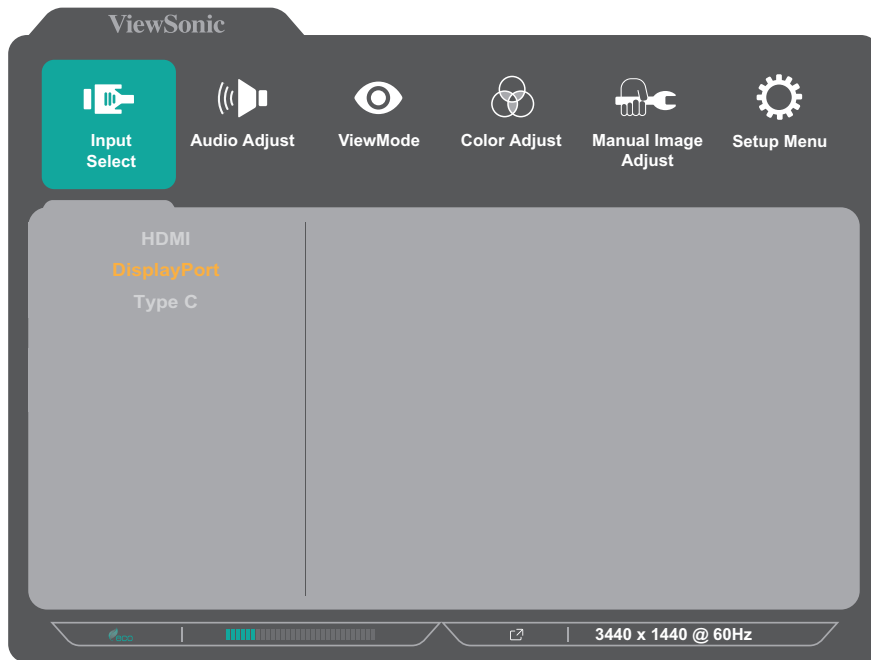 ViewSonic
Input
Select
Audio Adjust
ViewMode
Color Adjust
Manual Image
Adjust
Setup Menu
HDMI
DisplayPort
Type C
eco
3440 x 1440 @ 60Hz